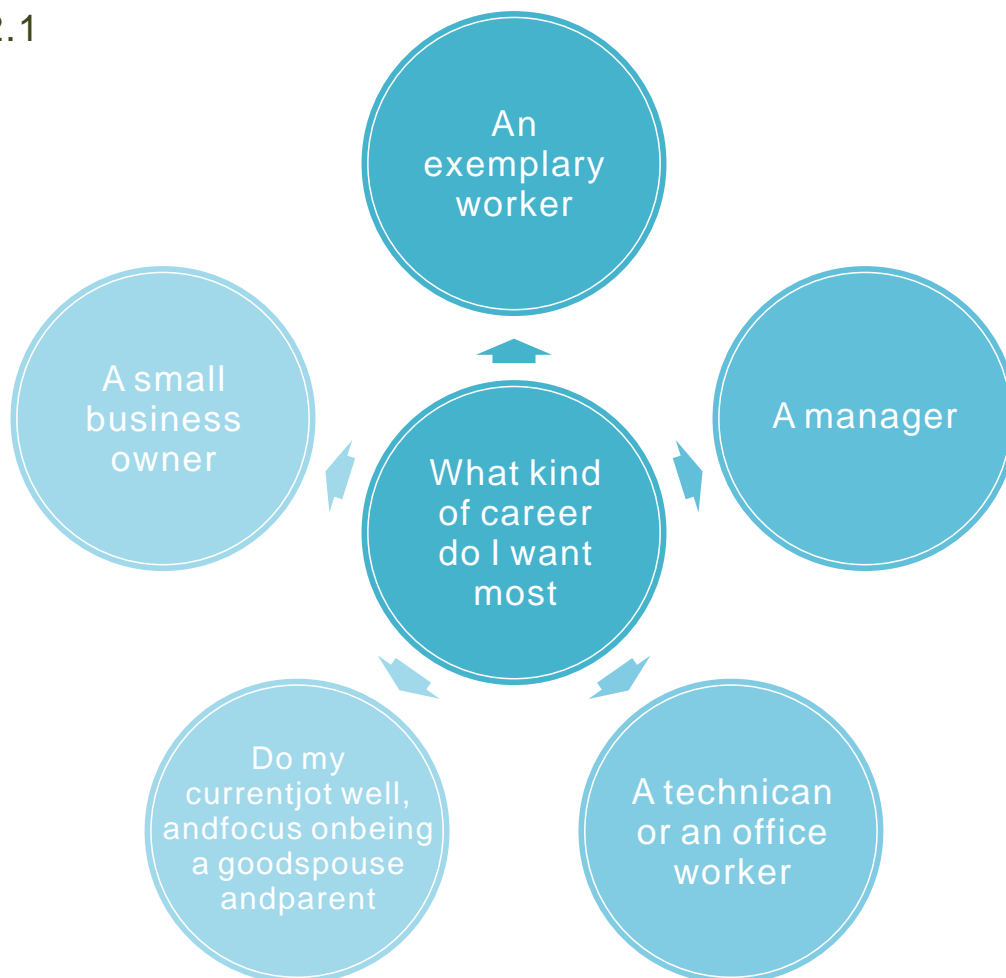 2.1
An
exemplary
worker
A small
business
owner
A manager
What kind
of career
do I want
most
Do my
currentjot well,
andfocus onbeing
a goodspouse
andparent
A technican
or an office
worker